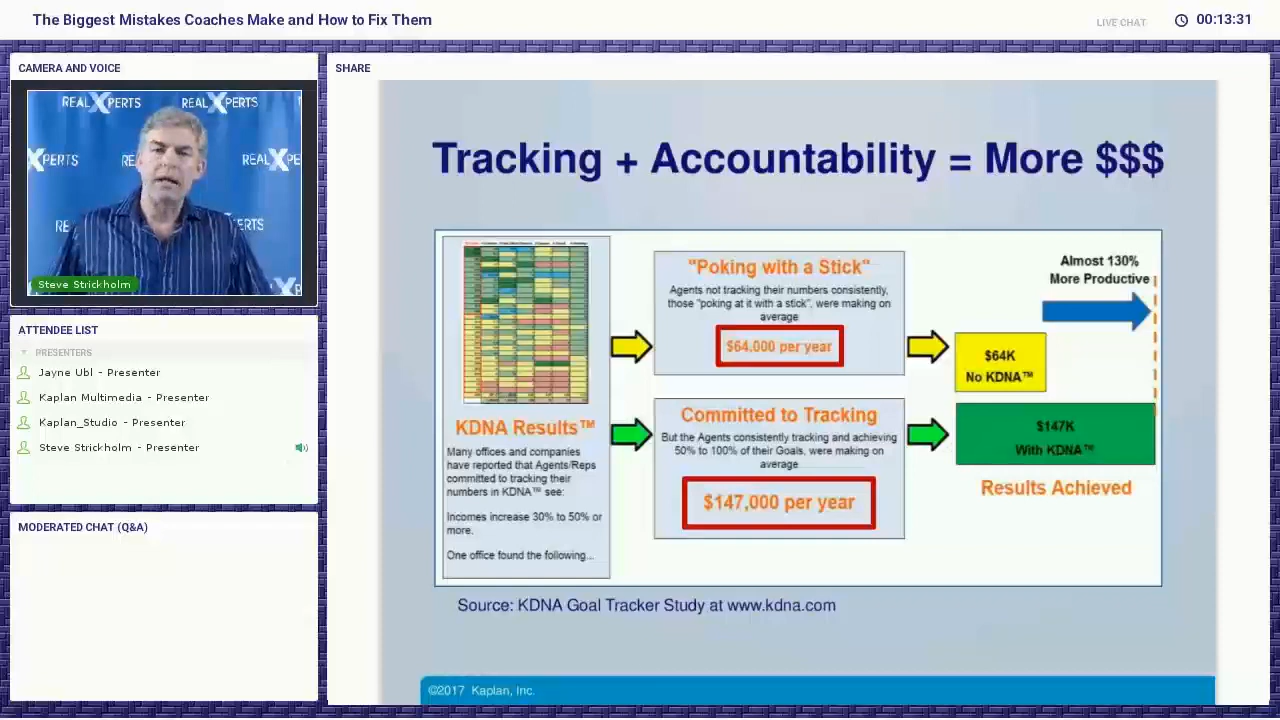 The Biggest Mistakes Coaches Make and How to Fix Them
LIVE CHAT
00:13:31
CAMERA AND VOICE
REALXPERTS
REALXPERTS
XPERTS
RE
REALXPE
RE
ERTS
Steve Strickholm
ATTENDEE LIST
PRESENTERS
Jayne Ubl - Presenter
Kaplan Multimedia - Presenter
Kaplan_Studio - Presenter
Steve Strickholm - Presenter
MODERATED CHAT (Q&A)
SHARE
Tracking + Accountability = More $$$
KDNA Results™
Many offices and companies
have reported that Agents/Reps
committed to tracking their
numbers in KDNA™ see:
Incomes increase 30% to 50% or
more.
One office found the following...
"Poking with a Stick"
Agents not tracking their numbers consistently,
those "poking at it with a stick", were making on
average
$64,000 per year
Committed to Tracking
But the Agents consistently tracking and achieving
50% to 100% of their Goals, were making on
average
$147,000 per year
Almost 130%
More Productive
$64K
No KDNA™
$147K
With KDNA™
Results Achieved
Source: KDNA Goal Tracker Study at www.kdna.com
©2017 Kaplan, Inc.